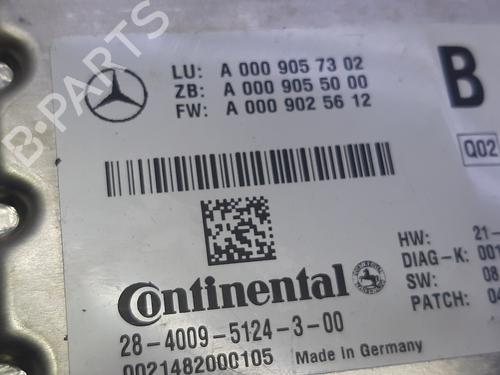 B-PARTS
LU: A 000 905 73 02
ZB: A 000 905 50 00
FW: A 000 902 56 12
B
Q02
Continental
28-4009-5124-3-00
0021482000105 Made In Germany
HW: 21-
DIAG-K: 001
SW: 08
PATCH: 04